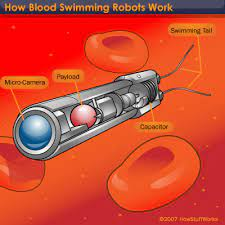 How Blood Swimming Robots Work
Swimming Tail
Payload
Micro-Camera
Capacitor
©2007 HowStuffWorks